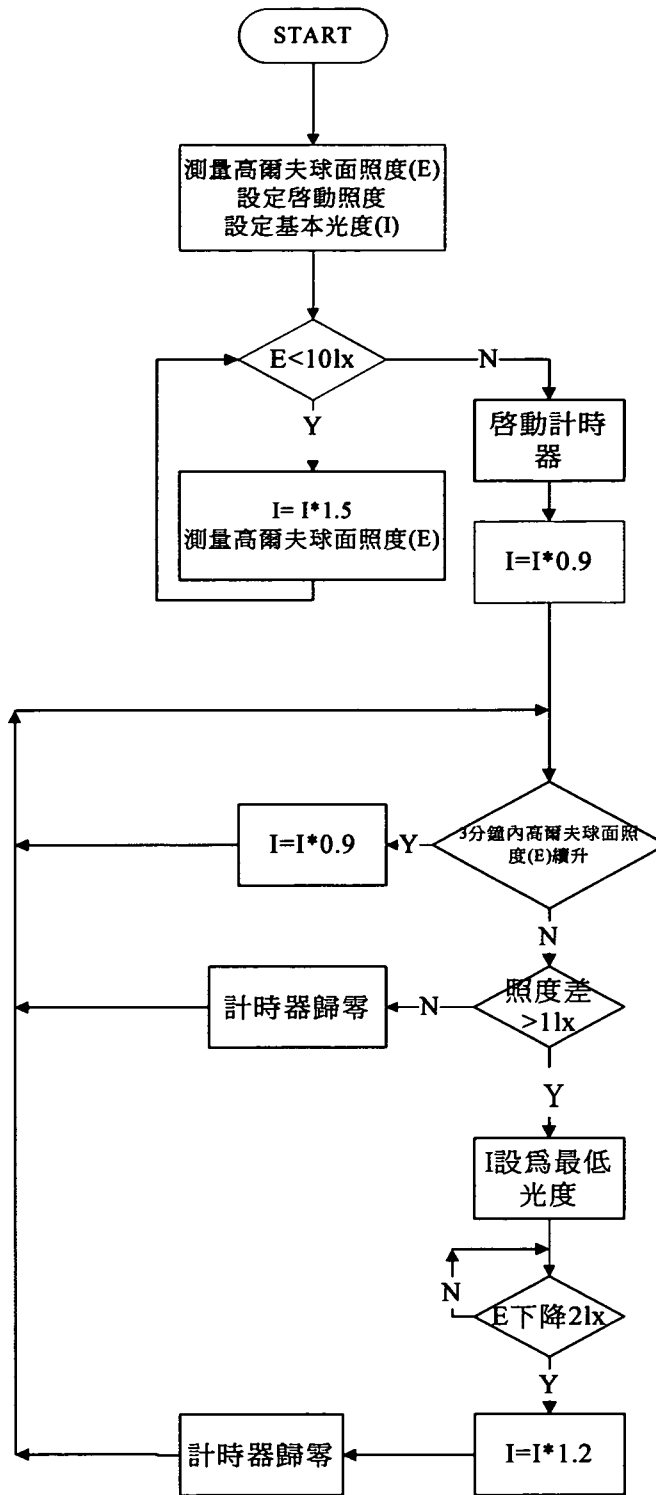 START
測量高爾夫球面照度(E)
設定啓動照度
設定基本光度(I)
E<10lx
N
Y
啓動計時
器
I= I*1.5
測量高爾夫球面照度(E)
I=I*0.9
3分鐘內高爾夫球面照
度(E)續升
Y
I=I*0.9
N
照度差
>1lx
N
計時器歸零
Y
I設爲最低
光度
N
E下降2lx
Y
I=I*1.2
計時器歸零